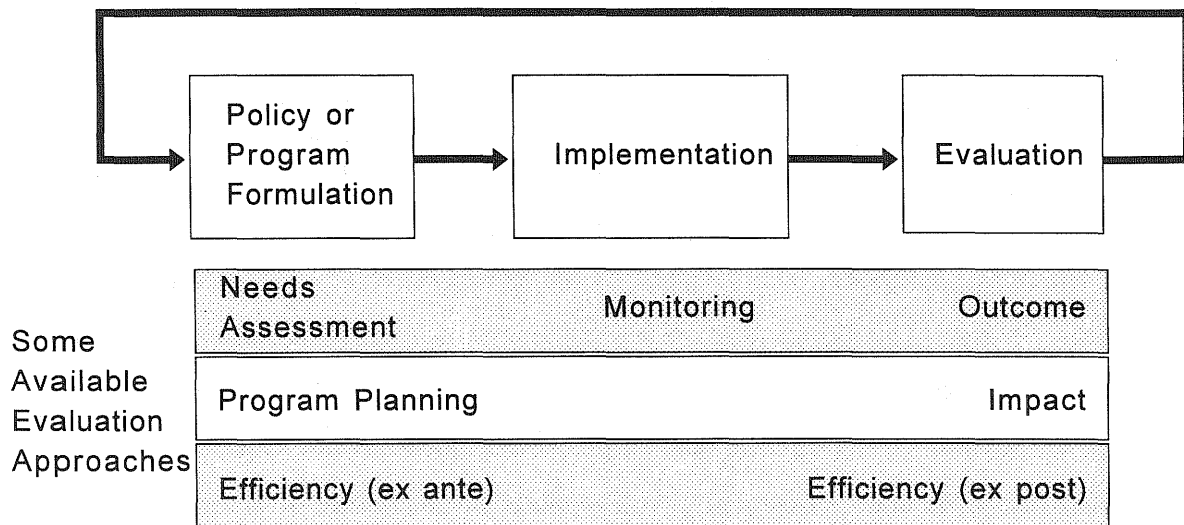 Policy or
Program
Formulation
Implementation
Evaluation
Some
Available
Evaluation
Approaches
Needs
Assessment
Monitoring
Outcome
Program Planning
Impact
Efficiency (ex ante)
Efficiency (ex post)